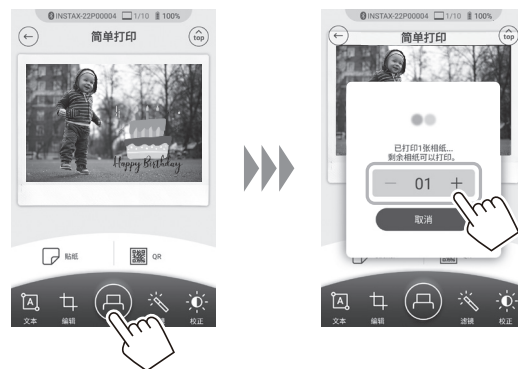 INSTAX-22P00004 1/10 100%
简单打印
top
Happy Birthday
贴纸
QR
文本
编辑
校正
INSTAX-22P00004 1/10 100%
简单打印
top
已打印1张相纸...
剩余相纸可以打印。
01
取消
文本
编辑
滤镜
校正